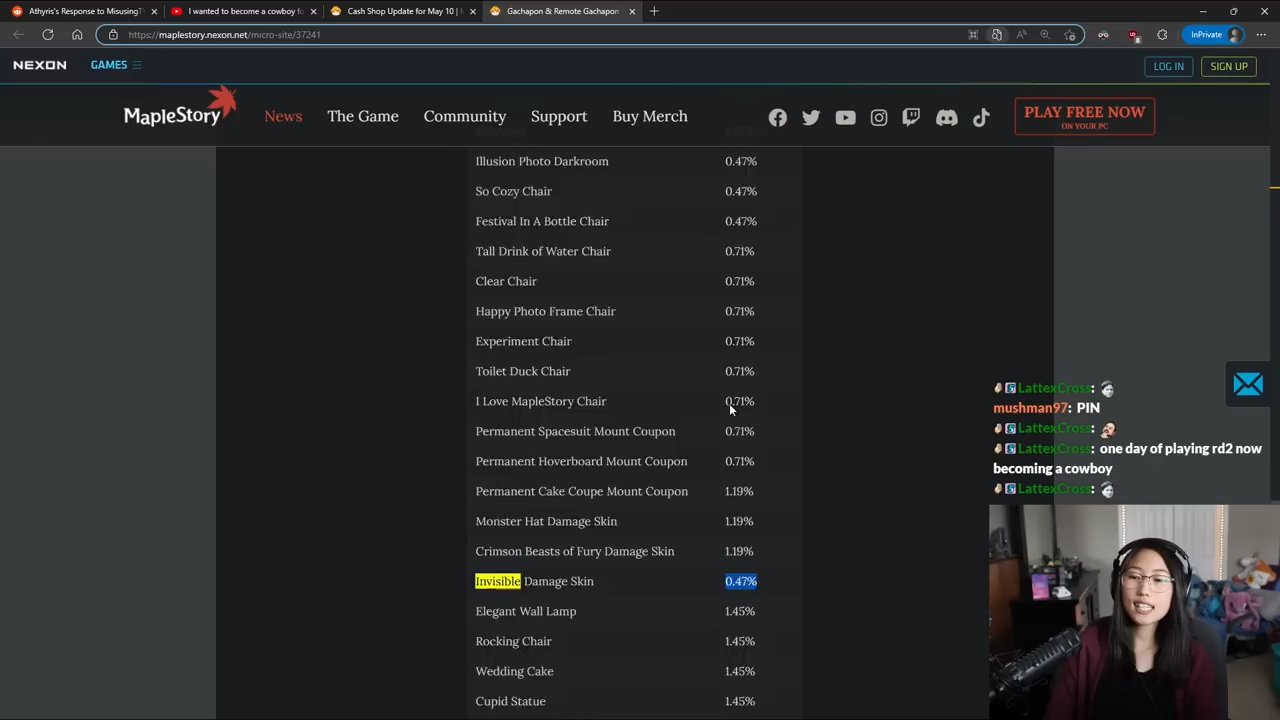 Athyris's Response to MisusingTV
I wanted to become a cowboy fo
Cash Shop Update for May 10 |
Gachapon & Remote Gachapon
https://maplestory.nexon.net/micro-site/37241
InPrivate
NEXON
GAMES
LOG IN
SIGN UP
MapleStory
News
The Game
Community
Support
Buy Merch
PLAY FREE NOW
ON YOUR PC
Illusion Photo Darkroom 0.47%
So Cozy Chair 0.47%
Festival In A Bottle Chair 0.47%
Tall Drink of Water Chair 0.71%
Clear Chair 0.71%
Happy Photo Frame Chair 0.71%
Experiment Chair 0.71%
Toilet Duck Chair 0.71%
I Love MapleStory Chair 0.71%
Permanent Spacesuit Mount Coupon 0.71%
Permanent Hoverboard Mount Coupon 0.71%
Permanent Cake Coupe Mount Coupon 1.19%
Monster Hat Damage Skin 1.19%
Crimson Beasts of Fury Damage Skin 1.19%
Invisible Damage Skin 0.47%
Elegant Wall Lamp 1.45%
Rocking Chair 1.45%
Wedding Cake 1.45%
Cupid Statue 1.45%
LattexCross:
mushman97: PIN
LattexCross:
LattexCross: one day of playing rd2 now
becoming a cowboy
LattexCross: